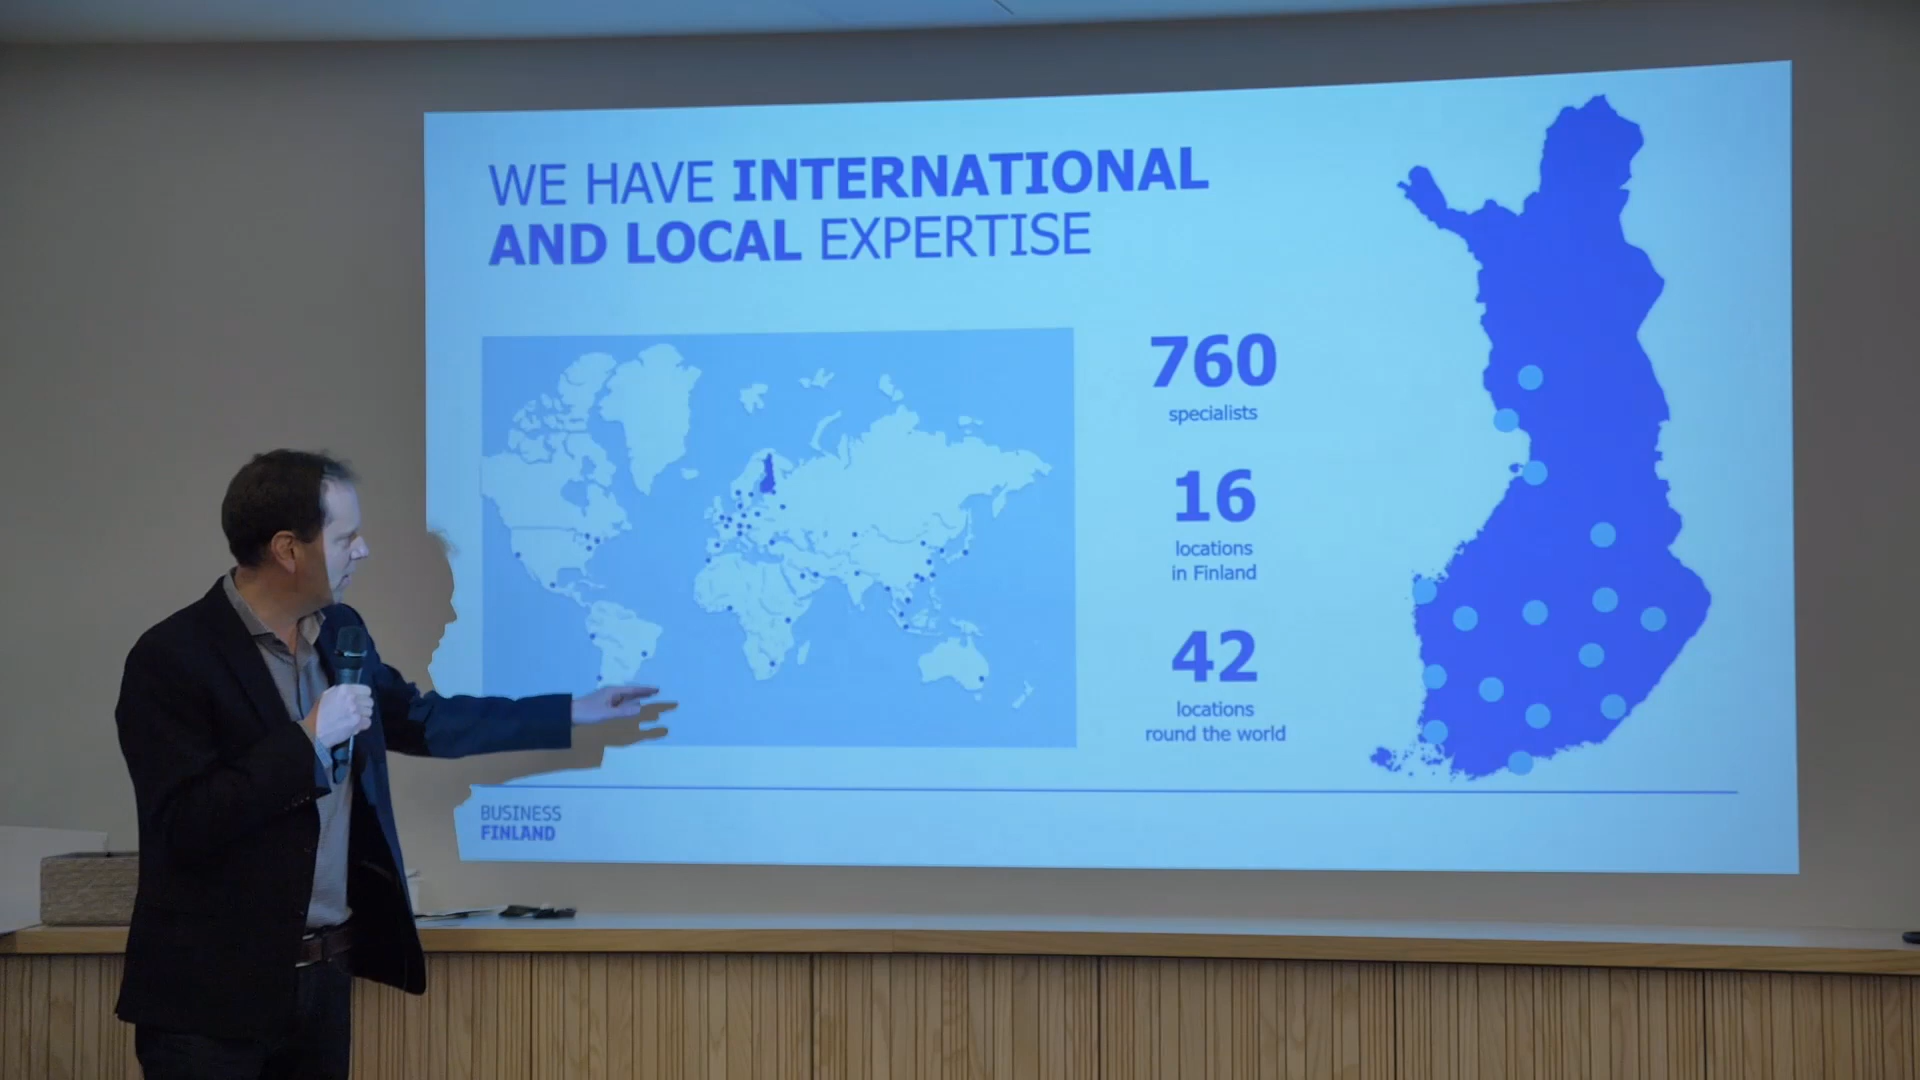 WE HAVE INTERNATIONAL
AND LOCAL EXPERTISE
760
specialists
16
locations
in Finland
42
locations
round the world
BUSINESS
FINLAND